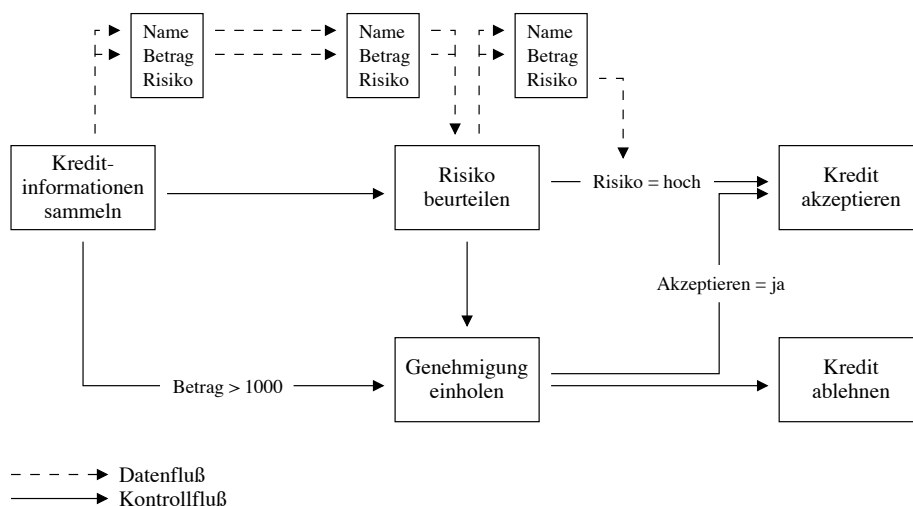 Name
Betrag
Risiko
Name
Betrag
Risiko
Name
Betrag
Risiko
Kredit-
informationen
sammeln
Risiko
beurteilen
Risiko = hoch
Kredit
akzeptieren
Akzeptieren = ja
Betrag > 1000
Genehmigung
einholen
Kredit
ablehnen
Datenfluß
Kontrollfluß